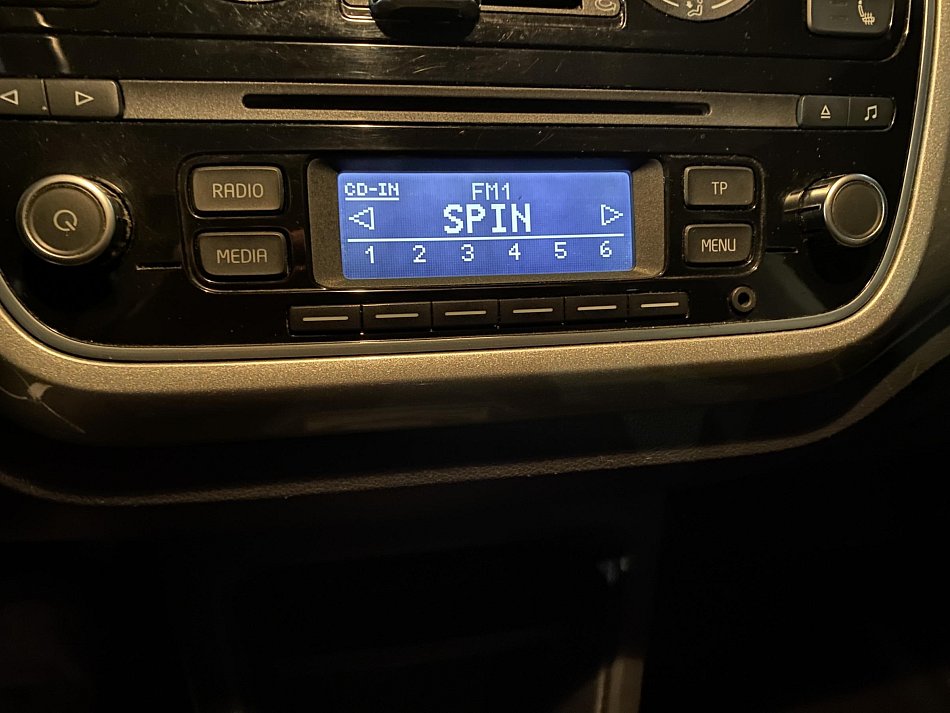 C
RADIO
MEDIA
CD-IN
FM1
SPIN
1 2 3 4 5 6
TP
MENU